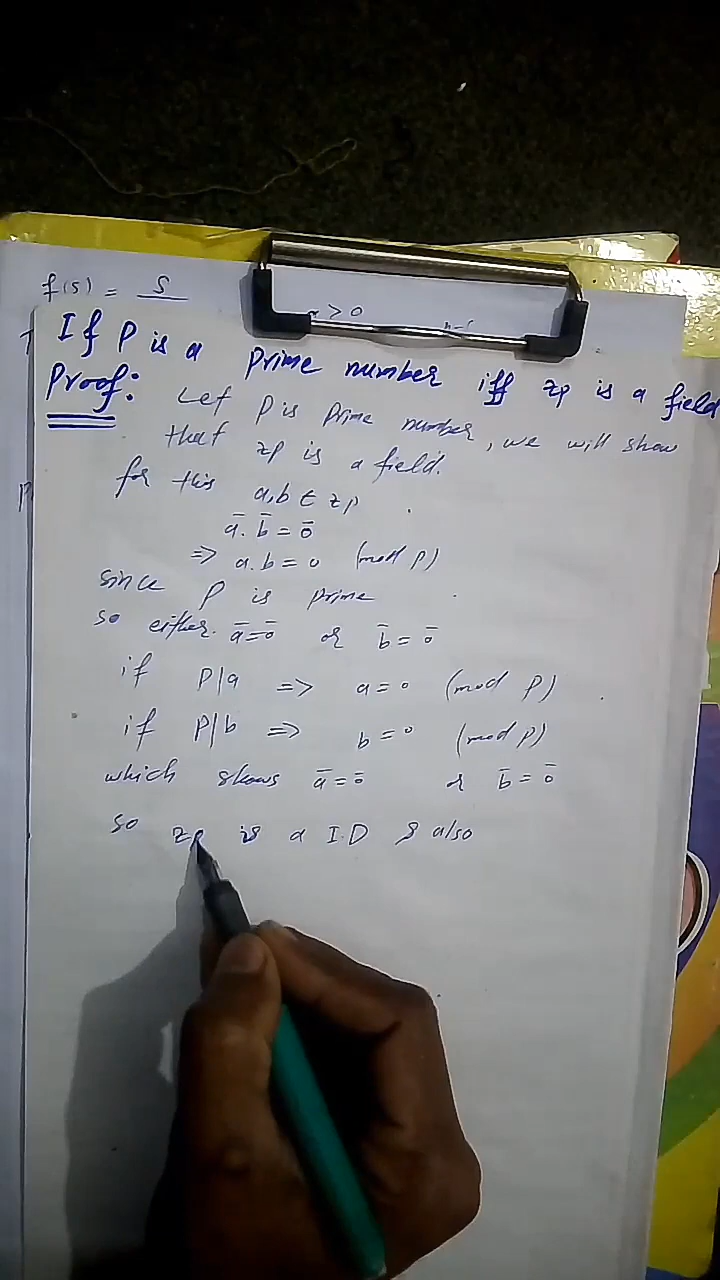 f(s) = s
> 0
If P is a prime number iff zp is a field
Proof: Let P is prime number, we will show
that zp is a field.
for this a,b ∈ zp
ā. b̄ = ō
=> a.b = 0 (mod p)
since P is prime
so either ā=ō or b̄ = ō
if P|a => a=0 (mod P)
if P|b => b=0 (mod P)
which shows ā=ō or b̄=ō
so zp is a I.D & also